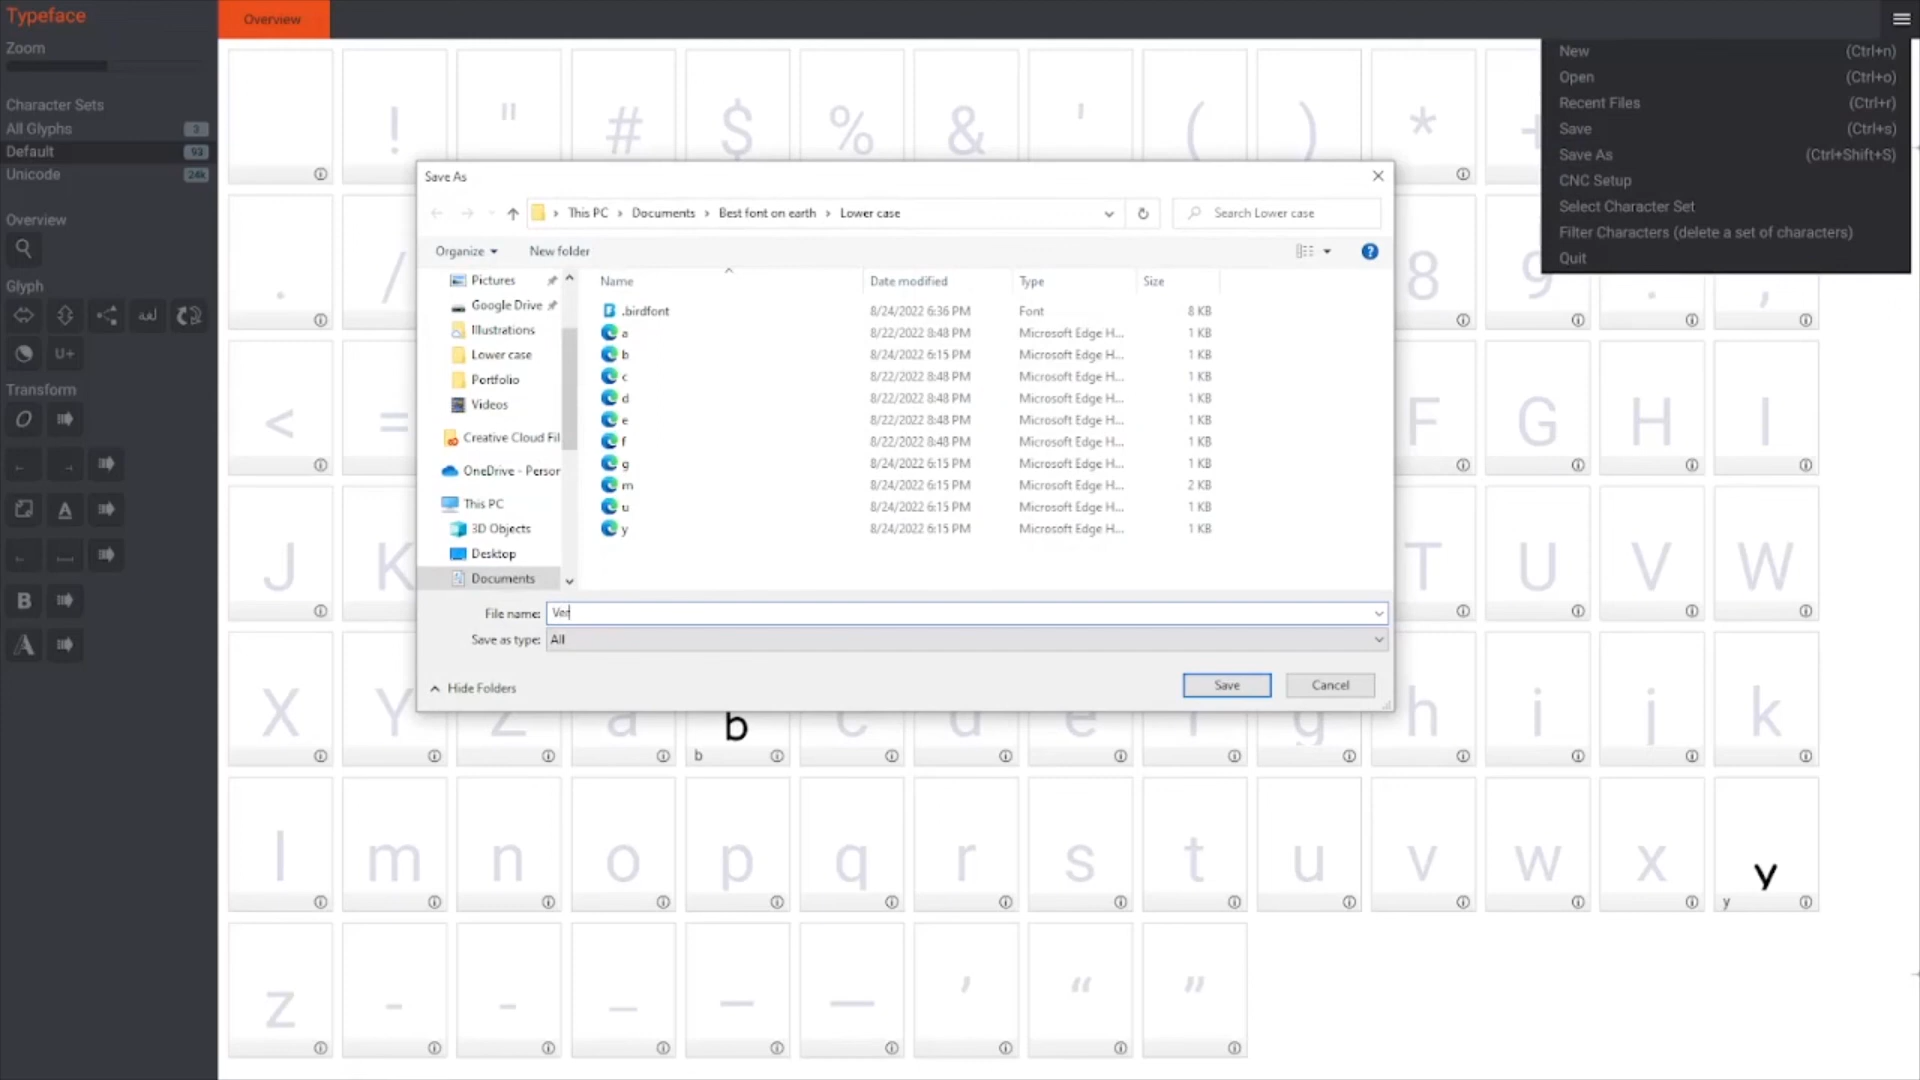 Typeface
Overview
Zoom
Character Sets
All Glyphs 3
Default 93
Unicode 24k
Overview
Glyph
U+
Transform
New (Ctrl+n)
Open (Ctrl+o)
Recent Files (Ctrl+r)
Save (Ctrl+s)
Save As (Ctrl+Shift+S)
CNC Setup
Select Character Set
Filter Characters (delete a set of characters)
Quit
! " # $ % & ' ( ) * +
. / 8 9
< = F G H I
J K T U V W
X Y Z a b c d e f g h i j k
b
l m n o p q r s t u v w x y
y
z - - – — — ’ “ ”
Save As
This PC › Documents › Best font on earth › Lower case
Search Lower case
Organize New folder
Pictures
Google Drive
Illustrations
Lower case
Portfolio
Videos
Creative Cloud Fil
OneDrive - Person
This PC
3D Objects
Desktop
Documents
Name Date modified Type Size
.birdfont 8/24/2022 6:36 PM Font 8 KB
a 8/22/2022 8:48 PM Microsoft Edge H... 1 KB
b 8/24/2022 6:15 PM Microsoft Edge H... 1 KB
c 8/22/2022 8:48 PM Microsoft Edge H... 1 KB
d 8/22/2022 8:48 PM Microsoft Edge H... 1 KB
e 8/22/2022 8:48 PM Microsoft Edge H... 1 KB
f 8/22/2022 8:48 PM Microsoft Edge H... 1 KB
g 8/24/2022 6:15 PM Microsoft Edge H... 1 KB
m 8/24/2022 6:15 PM Microsoft Edge H... 2 KB
u 8/24/2022 6:15 PM Microsoft Edge H... 1 KB
y 8/24/2022 6:15 PM Microsoft Edge H... 1 KB
File name: Ver
Save as type: All
Hide Folders
Save Cancel